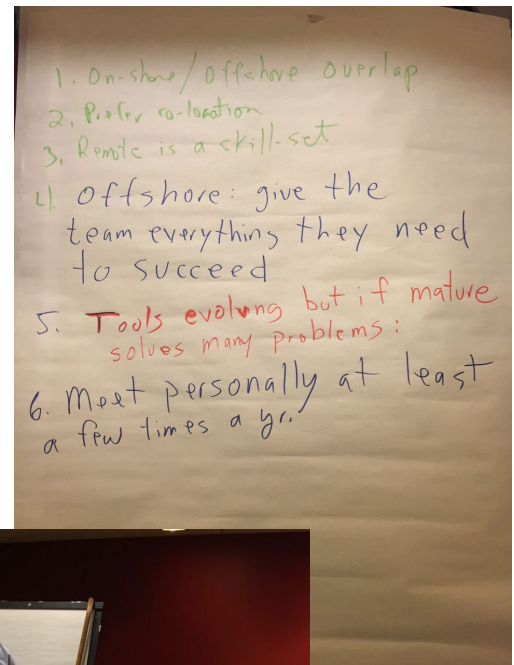 1. On-shore/offshore overlap
2. Prefer co-location
3. Remote is a skill-set
4) Offshore: give the
team everything they need
to succeed
5. Tools evolving but if mature
solves many problems:
6. Meet personally at least
a few times a yr.